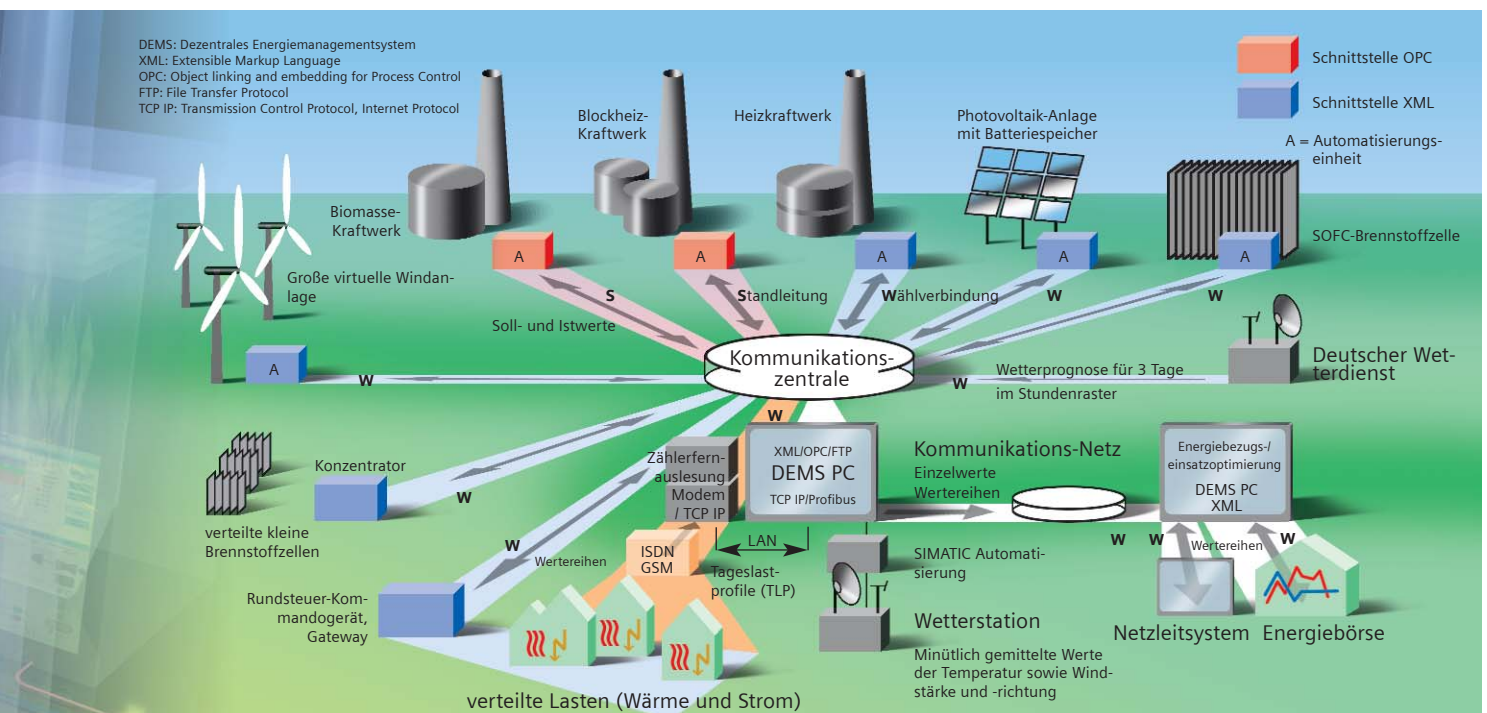 DEMS: Dezentrales Energiemanagementsystem
XML: Extensible Markup Language
OPC: Object linking and embedding for Process Control
FTP: File Transfer Protocol
TCP IP: Transmission Control Protocol, Internet Protocol
Schnittstelle OPC
Schnittstelle XML
A = Automatisierungs-
einheit
Blockheiz-
Kraftwerk
Heizkraftwerk
Photovoltaik-Anlage
mit Batteriespeicher
Biomasse-
Kraftwerk
SOFC-Brennstoffzelle
A
A
A
A
A
Große virtuelle Windan-
lage
S
Standleitung
Wählverbindung
W
W
Soll- und Istwerte
Kommunikations-
zentrale
Deutscher Wet-
terdienst
A
W
W
Wetterprognose für 3 Tage
im Stundenraster
W
Konzentrator
W
verteilte kleine
Brennstoffzellen
Zählerfern-
auslesung
Modem
/ TCP IP
XML/OPC/FTP
DEMS PC
TCP IP/Profibus
Kommunikations-Netz
Einzelwerte
Wertereihen
Energiebezugs-/
einsatzoptimierung
DEMS PC
XML
W
Wertereihen
ISDN
GSM
LAN
Tageslast-
profile (TLP)
SIMATIC Automati-
sierung
W
W
W
Wertereihen
Rundsteuer-Kom-
mandogerät,
Gateway
Wetterstation
Minütlich gemittelte Werte
der Temperatur sowie Wind-
stärke und -richtung
Netzleitsystem
Energiebörse
verteilte Lasten (Wärme und Strom)